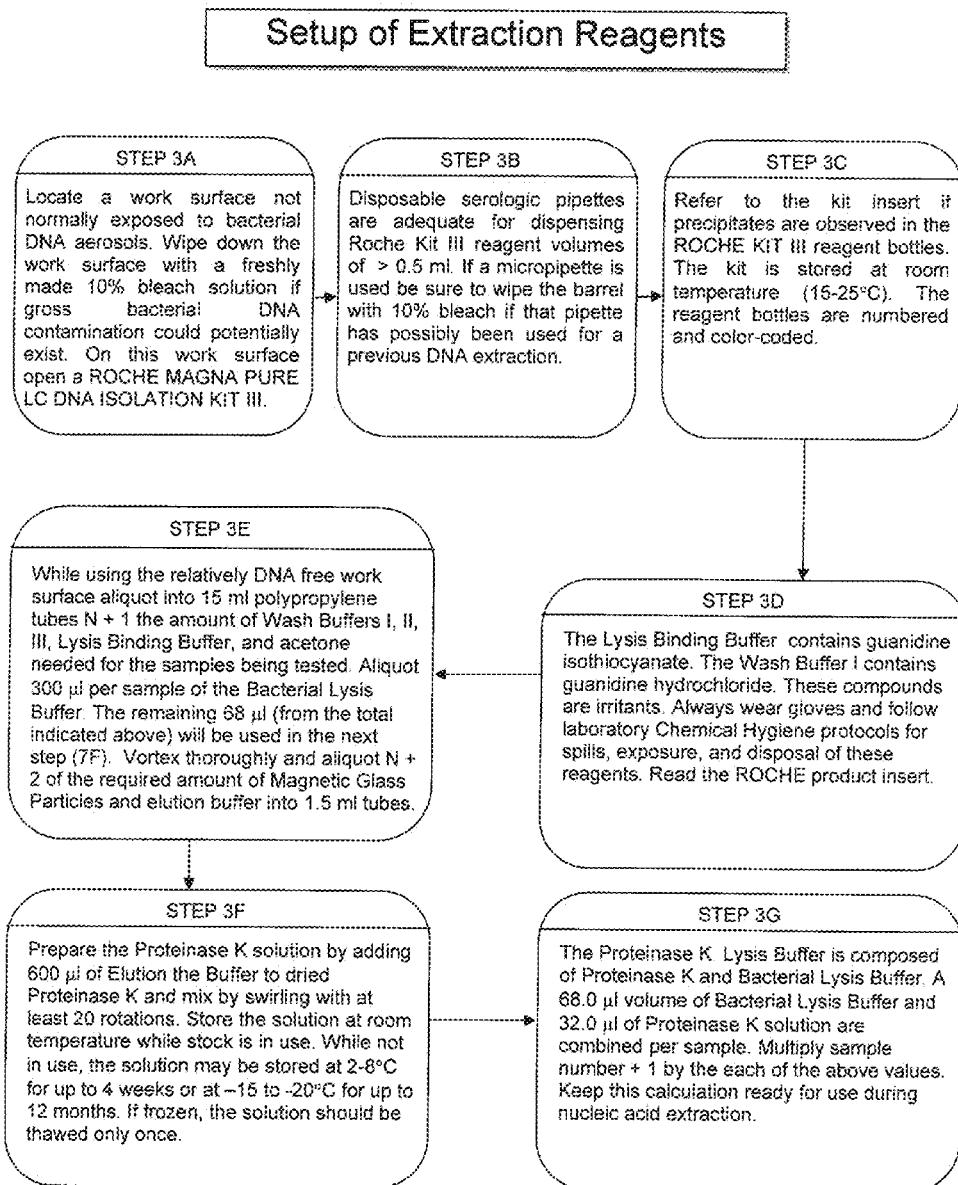 Setup of Extraction Reagents
STEP 3A
Locate a work surface not
normally exposed to bacterial
DNA aerosols. Wipe down the
work surface with a freshly
made 10% bleach solution if
gross bacterial DNA
contamination could potentially
exist. On this work surface
open a ROCHE MAGNA PURE
LC DNA ISOLATION KIT III.
STEP 3B
Disposable serologic pipettes
are adequate for dispensing
Roche Kit III reagent volumes
of > 0.5 ml. If a micropipette is
used be sure to wipe the barrel
with 10% bleach if that pipette
has possibly been used for a
previous DNA extraction.
STEP 3C
Refer to the kit insert if
precipitates are observed in the
ROCHE KIT III reagent bottles.
The kit is stored at room
temperature (15-25°C). The
reagent bottles are numbered
and color-coded.
STEP 3D
The Lysis Binding Buffer contains guanidine
isothiocyanate. The Wash Buffer I contains
guanidine hydrochloride. These compounds
are irritants. Always wear gloves and follow
laboratory Chemical Hygiene protocols for
spills, exposure, and disposal of these
reagents. Read the ROCHE product insert.
STEP 3E
While using the relatively DNA free work
surface aliquot into 15 ml polypropylene
tubes N + 1 the amount of Wash Buffers I, II,
III, Lysis Binding Buffer, and acetone
needed for the samples being tested. Aliquot
300 µl per sample of the Bacterial Lysis
Buffer. The remaining 68 µl (from the total
indicated above) will be used in the next
step (7F). Vortex thoroughly and aliquot N +
2 of the required amount of Magnetic Glass
Particles and elution buffer into 1.5 ml tubes.
STEP 3F
Prepare the Proteinase K solution by adding
600 µl of Elution the Buffer to dried
Proteinase K and mix by swirling with at
least 20 rotations. Store the solution at room
temperature while stock is in use. While not
in use, the solution may be stored at 2-8°C
for up to 4 weeks or at –15 to -20°C for up to
12 months. If frozen, the solution should be
thawed only once.
STEP 3G
The Proteinase K Lysis Buffer is composed
of Proteinase K and Bacterial Lysis Buffer. A
68.0 µl volume of Bacterial Lysis Buffer and
32.0 µl of Proteinase K solution are
combined per sample. Multiply sample
number + 1 by the each of the above values.
Keep this calculation ready for use during
nucleic acid extraction.